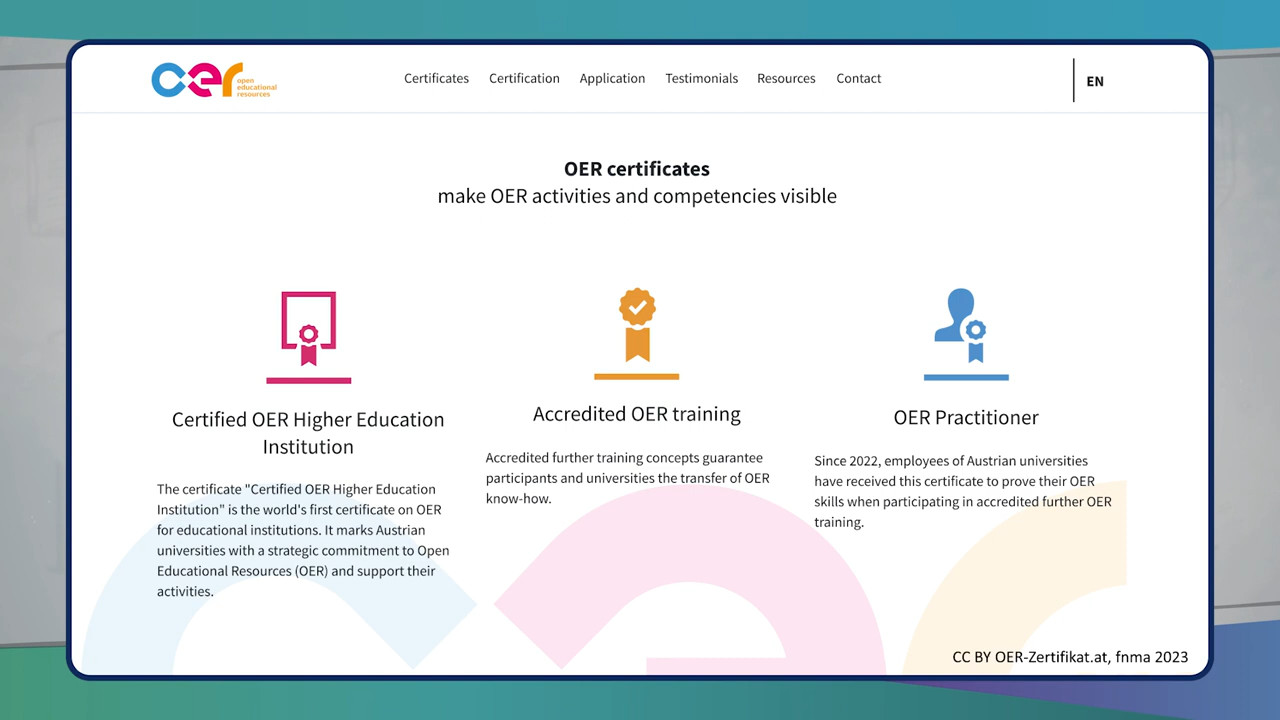 oer open
educational
resources
Certificates Certification Application Testimonials Resources Contact
EN
OER certificates
make OER activities and competencies visible
Certified OER Higher Education
Institution
The certificate "Certified OER Higher Education
Institution" is the world's first certificate on OER
for educational institutions. It marks Austrian
universities with a strategic commitment to Open
Educational Resources (OER) and support their
activities.
Accredited OER training
Accredited further training concepts guarantee
participants and universities the transfer of OER
know-how.
OER Practitioner
Since 2022, employees of Austrian universities
have received this certificate to prove their OER
skills when participating in accredited further OER
training.
CC BY OER-Zertifikat.at, fnma 2023